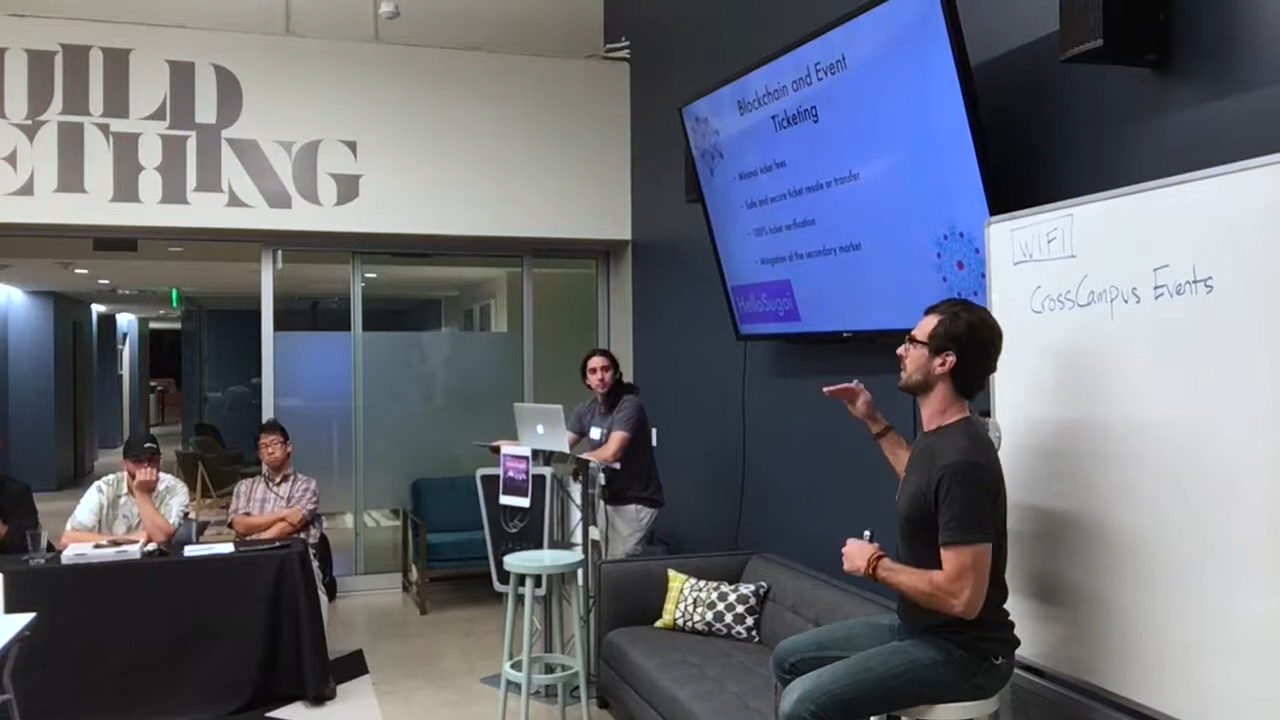 UILD
ETHING
Blockchain and Event
Ticketing
- Minimal ticket fees
- Safe and secure ticket resale or transfer
- 100% ticket verification
- Mitigation of the secondary market
HelloSugoi
WIFI
CrossCampus Events